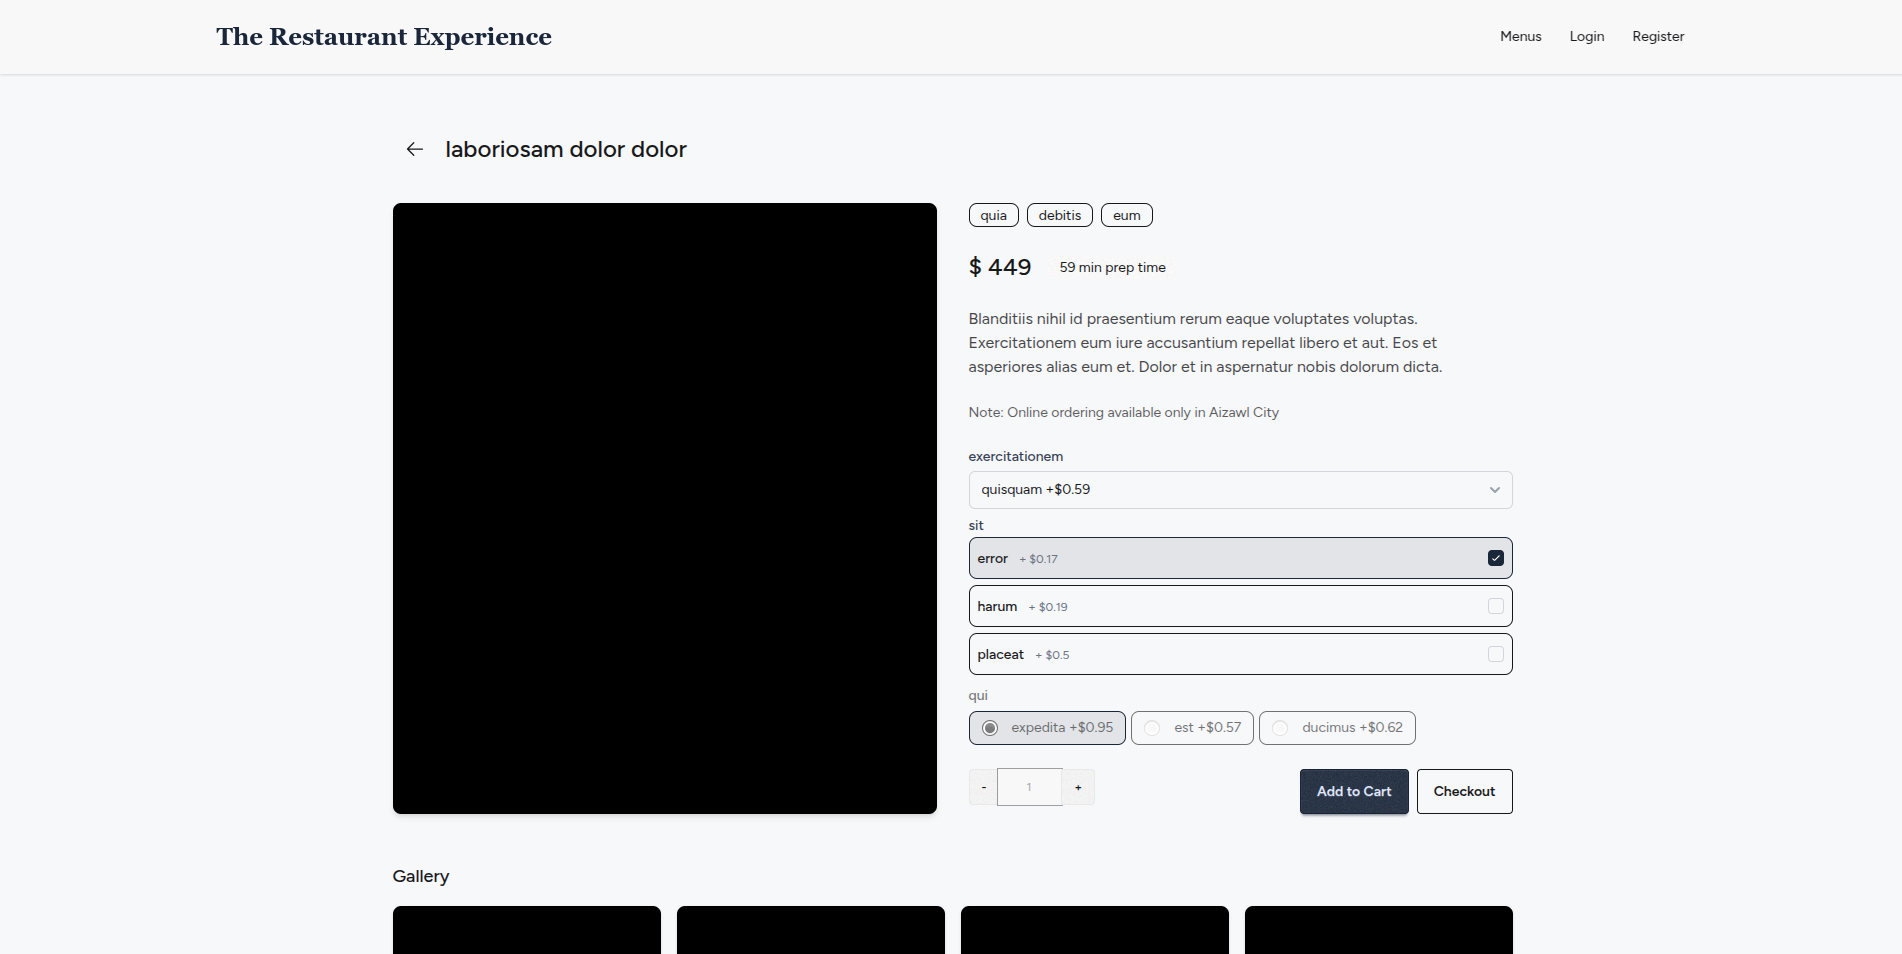 The Restaurant Experience
Menus Login Register
laboriosam dolor dolor
quia debitis eum
$ 449 59 min prep time
Blanditiis nihil id praesentium rerum eaque voluptates voluptas.
Exercitationem eum iure accusantium repellat libero et aut. Eos et
asperiores alias eum et. Dolor et in aspernatur nobis dolorum dicta.
Note: Online ordering available only in Aizawl City
exercitationem
quisquam +$0.59
sit
error + $0.17
harum + $0.19
placeat + $0.5
qui
expedita +$0.95 est +$0.57 ducimus +$0.62
- 1 + Add to Cart Checkout
Gallery